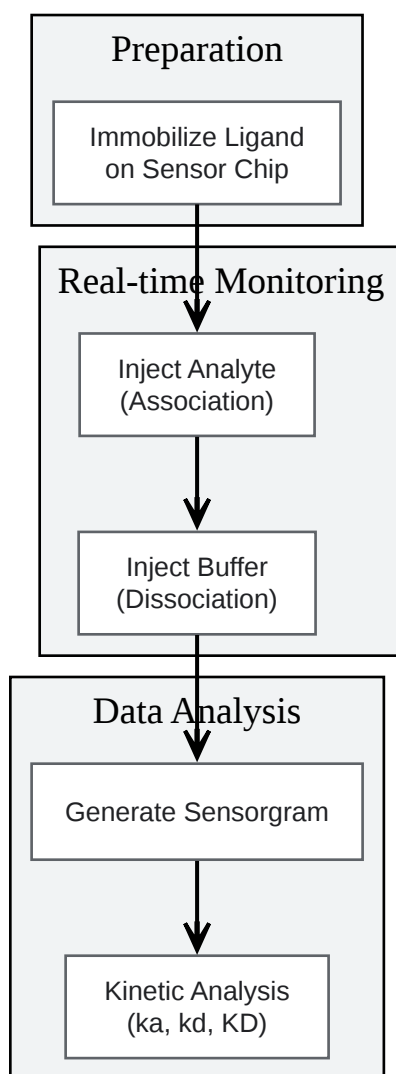 Preparation
Immobilize Ligand
on Sensor Chip
Real-time Monitoring
Inject Analyte
(Association)
Inject Buffer
(Dissociation)
Data Analysis
Generate Sensorgram
Kinetic Analysis
(ka, kd, KD)